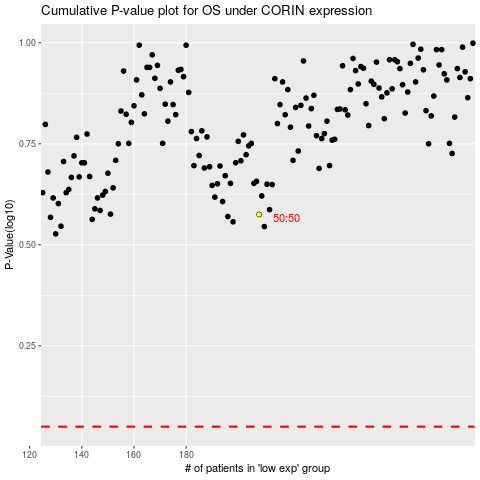 Cumulative P-value plot for OS under CORIN expression
P-Value(log10)
1.00
0.75
0.50
0.25
50:50
120 140 160 180
# of patients in 'low exp' group